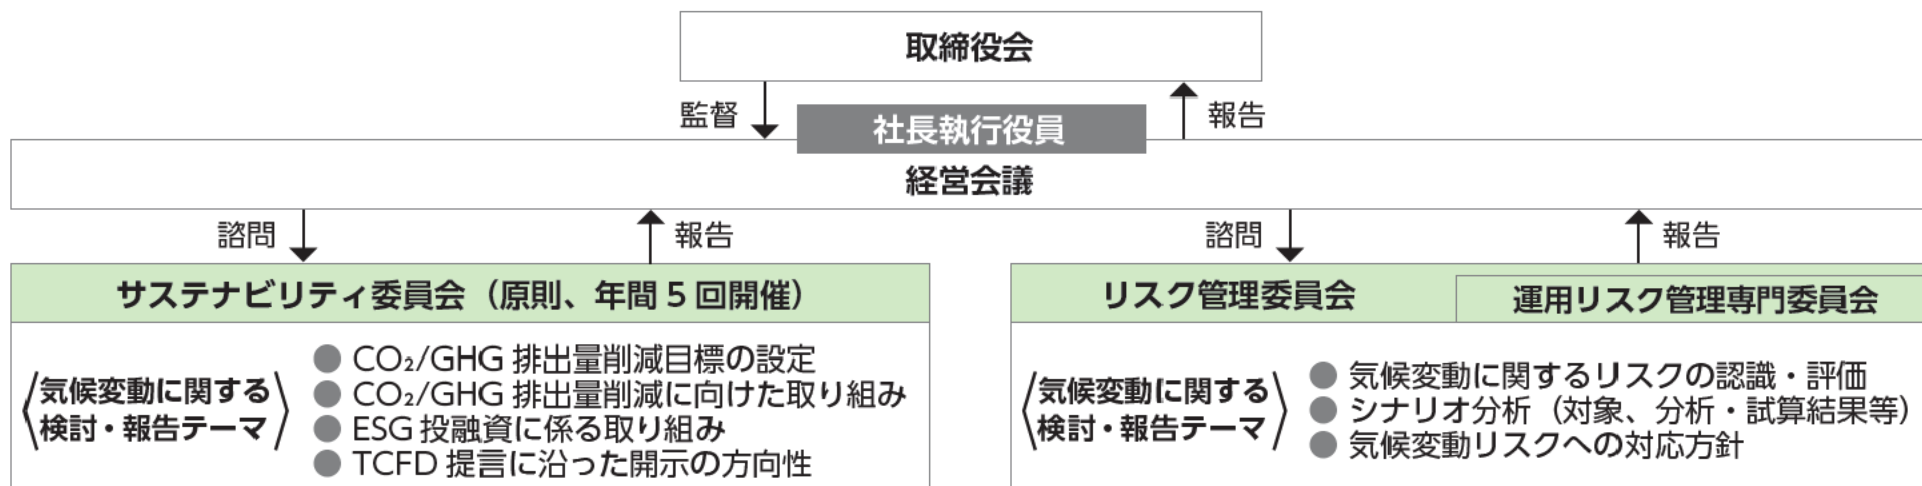 取締役会
監督
報告
社長執行役員
経営会議
諮問
報告
諮問
報告
サステナビリティ委員会（原則、年間5回開催）
気候変動に関する
検討・報告テーマ
● CO₂/GHG 排出量削減目標の設定
● CO₂/GHG 排出量削減に向けた取り組み
● ESG 投融資に係る取り組み
● TCFD 提言に沿った開示の方向性
リスク管理委員会
運用リスク管理専門委員会
気候変動に関する
検討・報告テーマ
● 気候変動に関するリスクの認識・評価
● シナリオ分析（対象、分析・試算結果等）
● 気候変動リスクへの対応方針